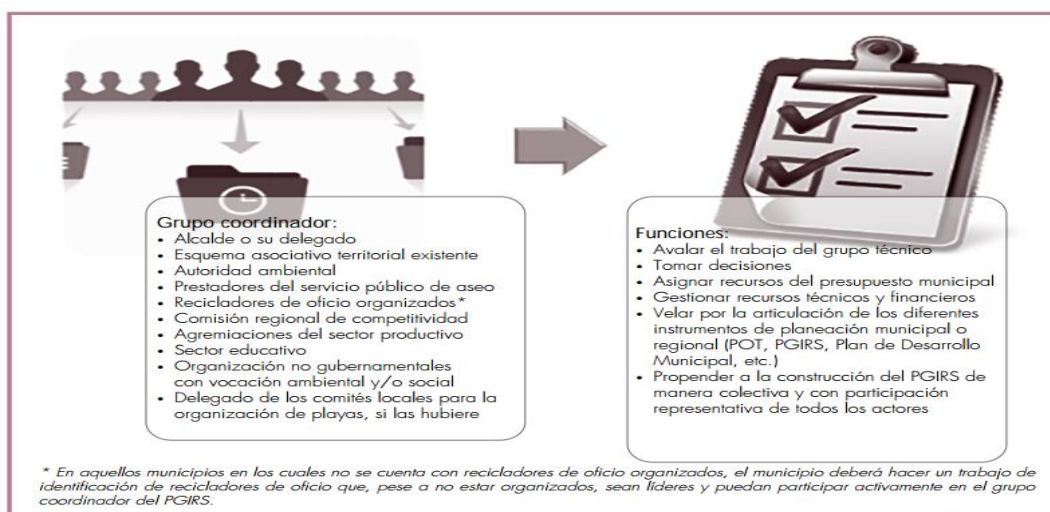 Grupo coordinador:
• Alcalde o su delegado
• Esquema asociativo territorial existente
• Autoridad ambiental
• Prestadores del servicio público de aseo
• Recicladores de oficio organizados*
• Comisión regional de competitividad
• Agremiaciones del sector productivo
• Sector educativo
• Organización no gubernamentales
con vocación ambiental y/o social
• Delegado de los comités locales para la
organización de playas, si las hubiere
Funciones:
• Avalar el trabajo del grupo técnico
• Tomar decisiones
• Asignar recursos del presupuesto municipal
• Gestionar recursos técnicos y financieros
• Velar por la articulación de los diferentes
instrumentos de planeación municipal o
regional (POT, PGIRS, Plan de Desarrollo
Municipal, etc.)
• Propender a la construcción del PGIRS de
manera colectiva y con participación
representativa de todos los actores
* En aquellos municipios en los cuales no se cuenta con recicladores de oficio organizados, el municipio deberá hacer un trabajo de
identificación de recicladores de oficio que, pese a no estar organizados, sean líderes y puedan participar activamente en el grupo
coordinador del PGIRS.